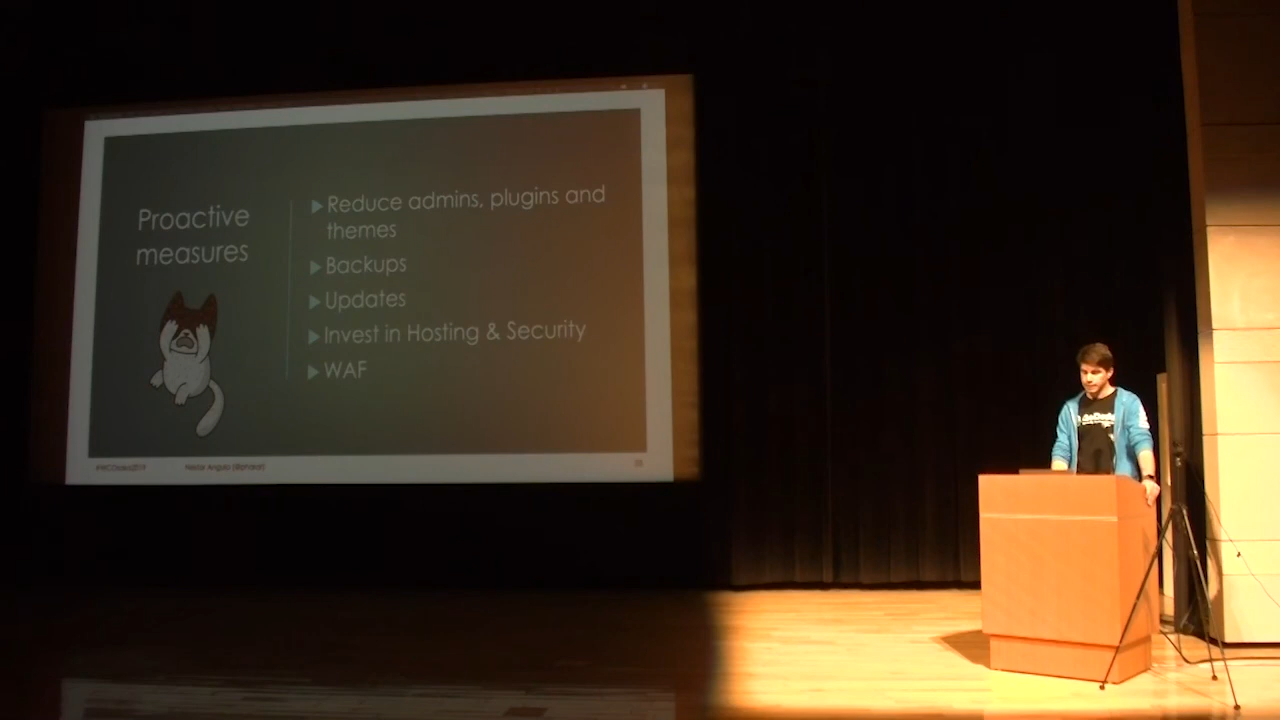 Proactive
measures
Reduce admins, plugins and
themes
Backups
Updates
Invest in Hosting & Security
WAF